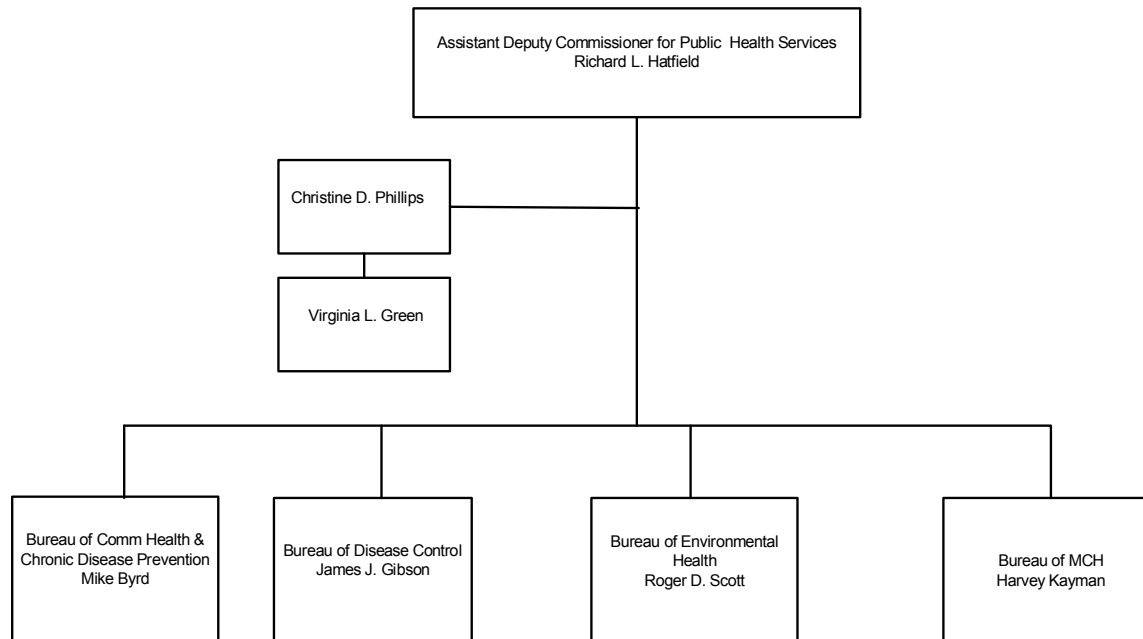 Assistant Deputy Commissioner for Public Health Services
Richard L. Hatfield
Christine D. Phillips
Virginia L. Green
Bureau of Comm Health &
Chronic Disease Prevention
Mike Byrd
Bureau of Disease Control
James J. Gibson
Bureau of Environmental
Health
Roger D. Scott
Bureau of MCH
Harvey Kayman